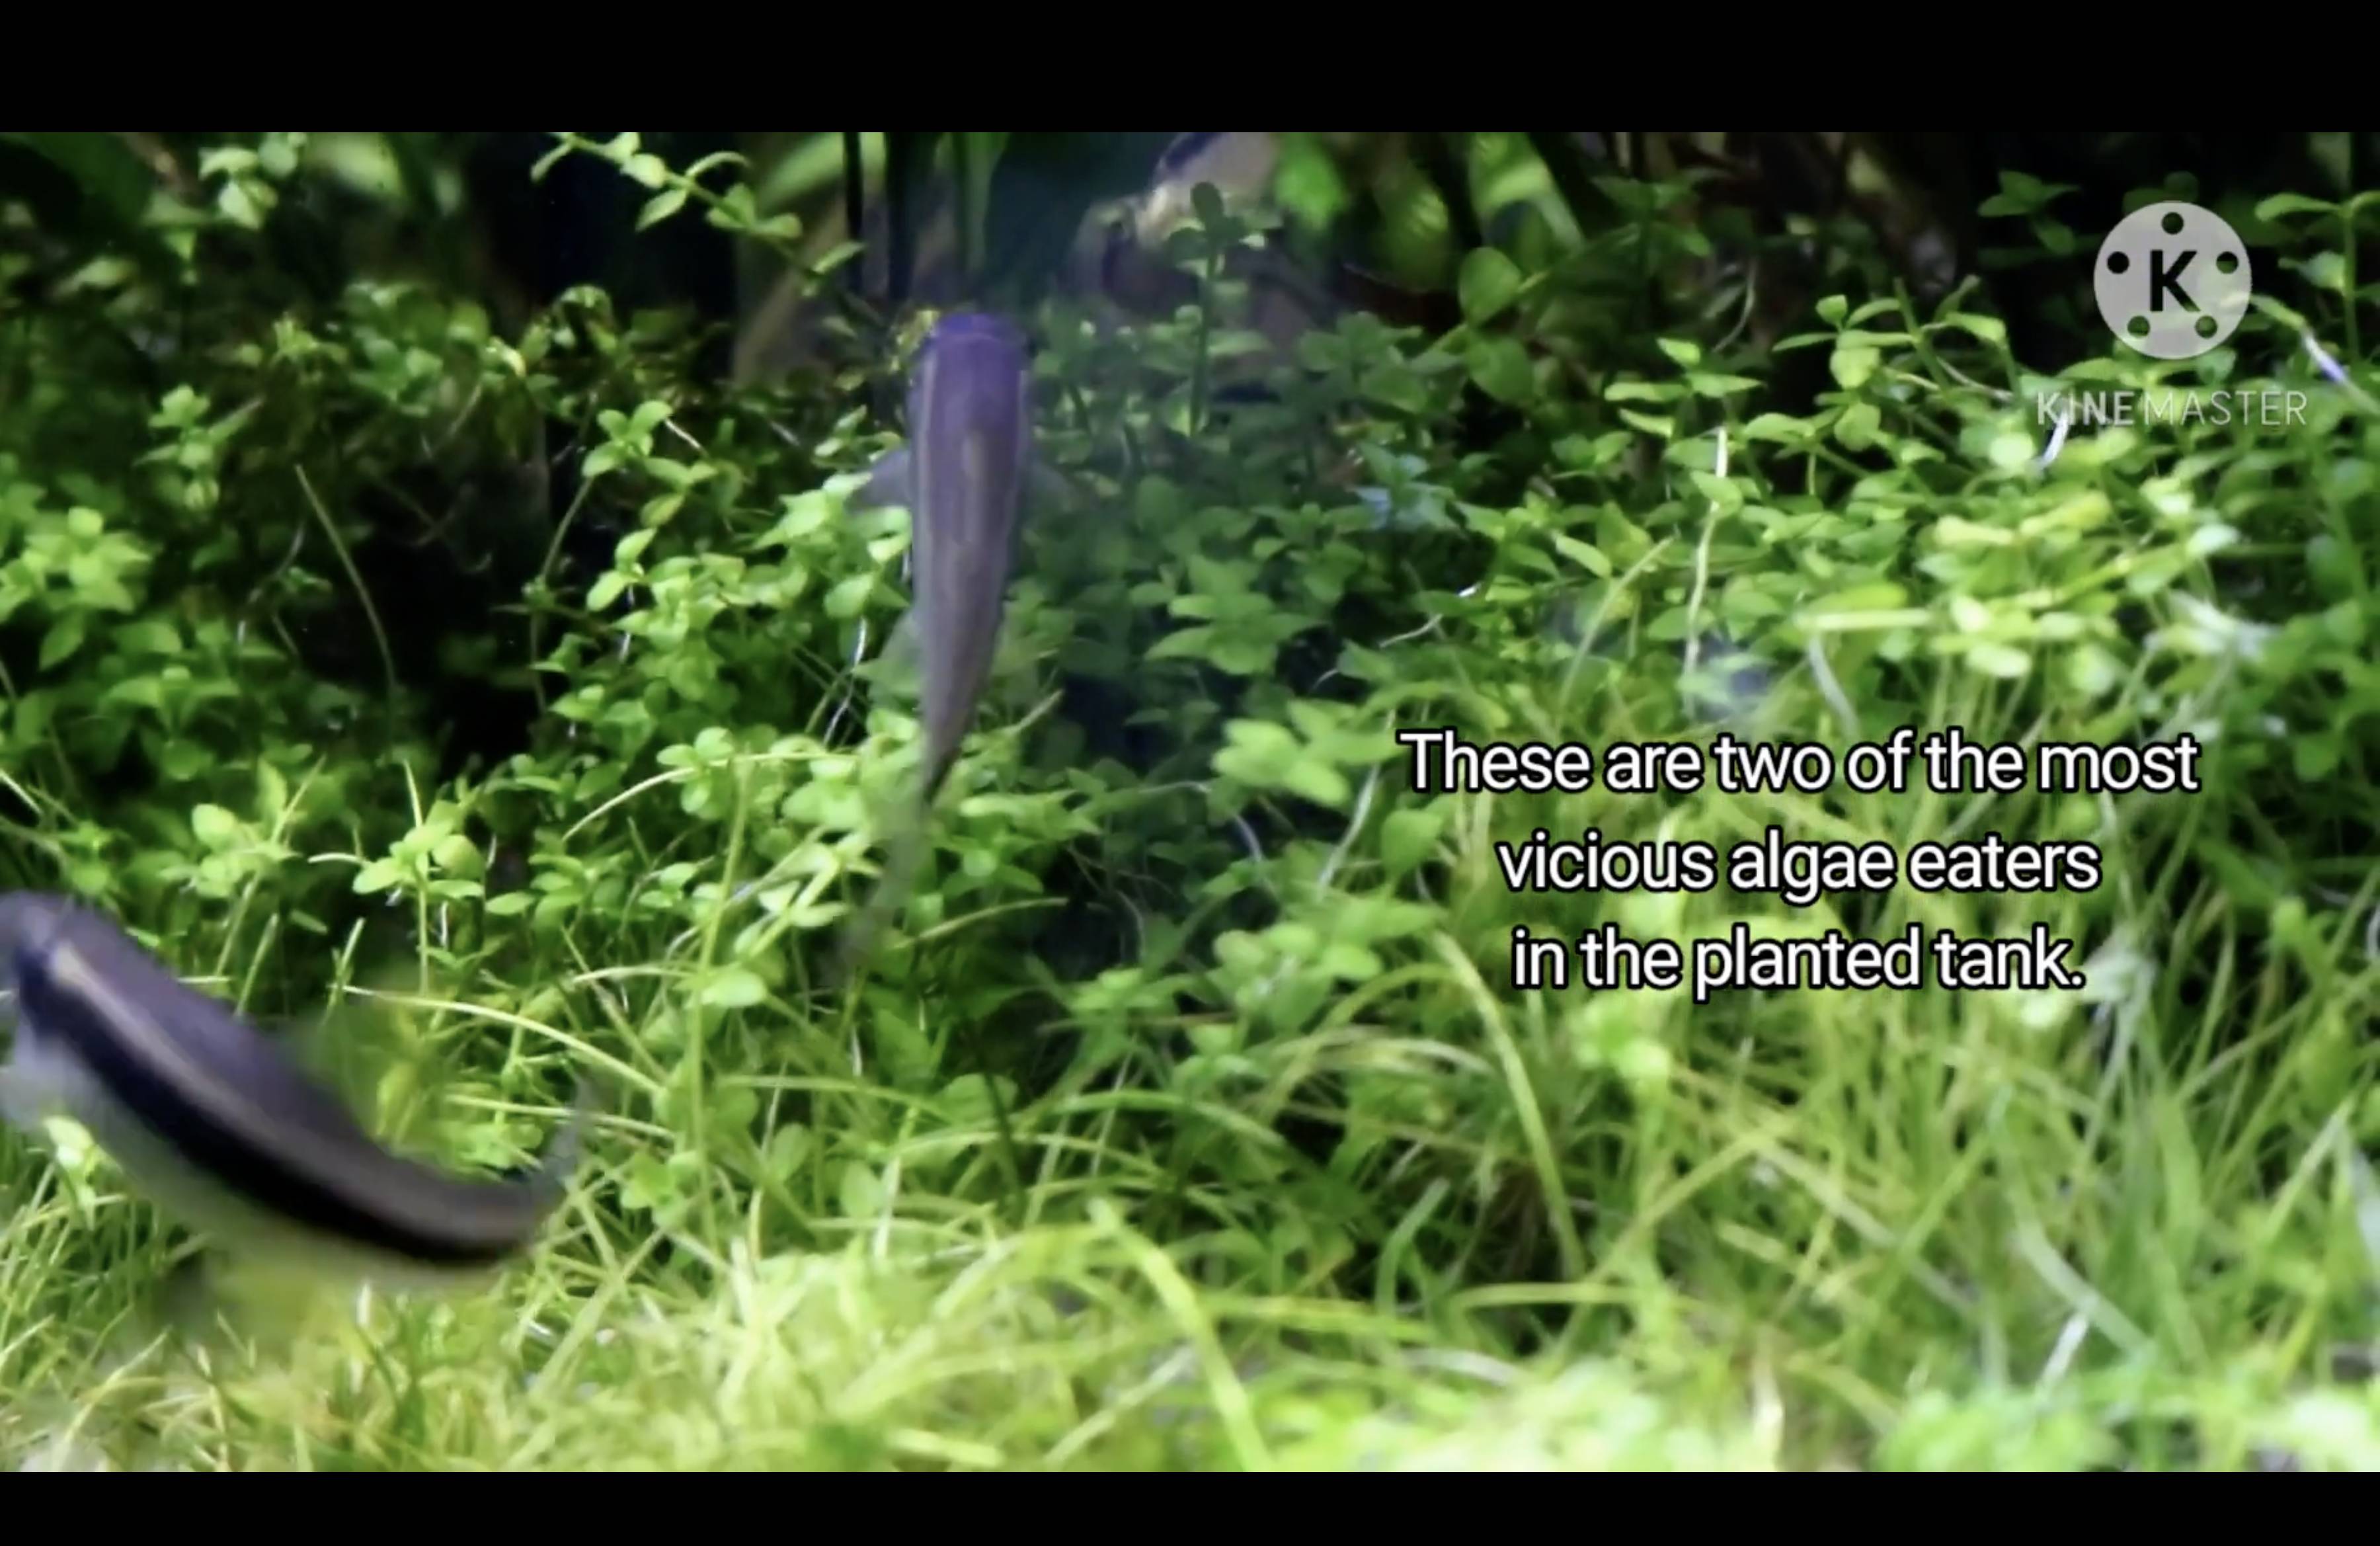 K
KINEMASTER
These are two of the most
vicious algae eaters
in the planted tank.